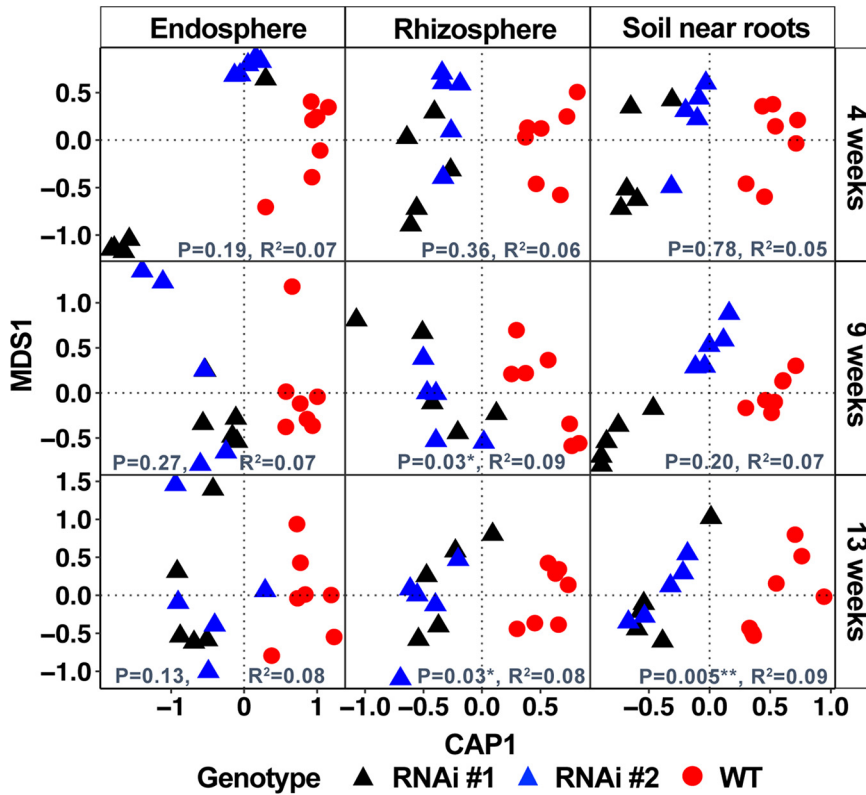 Endosphere Rhizosphere Soil near roots
0.5
0.0
−0.5
−1.0
P=0.19, R²=0.07 P=0.36, R²=0.06 P=0.78, R²=0.05
4 weeks
1.0
0.5
0.0
−0.5
P=0.27, R²=0.07 P=0.03*, R²=0.09 P=0.20, R²=0.07
9 weeks
MDS1
1.5
1.0
0.5
0.0
−0.5
−1.0
P=0.13, R²=0.08 P=0.03*, R²=0.08 P=0.005**, R²=0.09
13 weeks
−1 0 1 −1.0 −0.5 0.0 0.5 −0.5 0.0 0.5 1.0
CAP1
Genotype RNAi #1 RNAi #2 WT